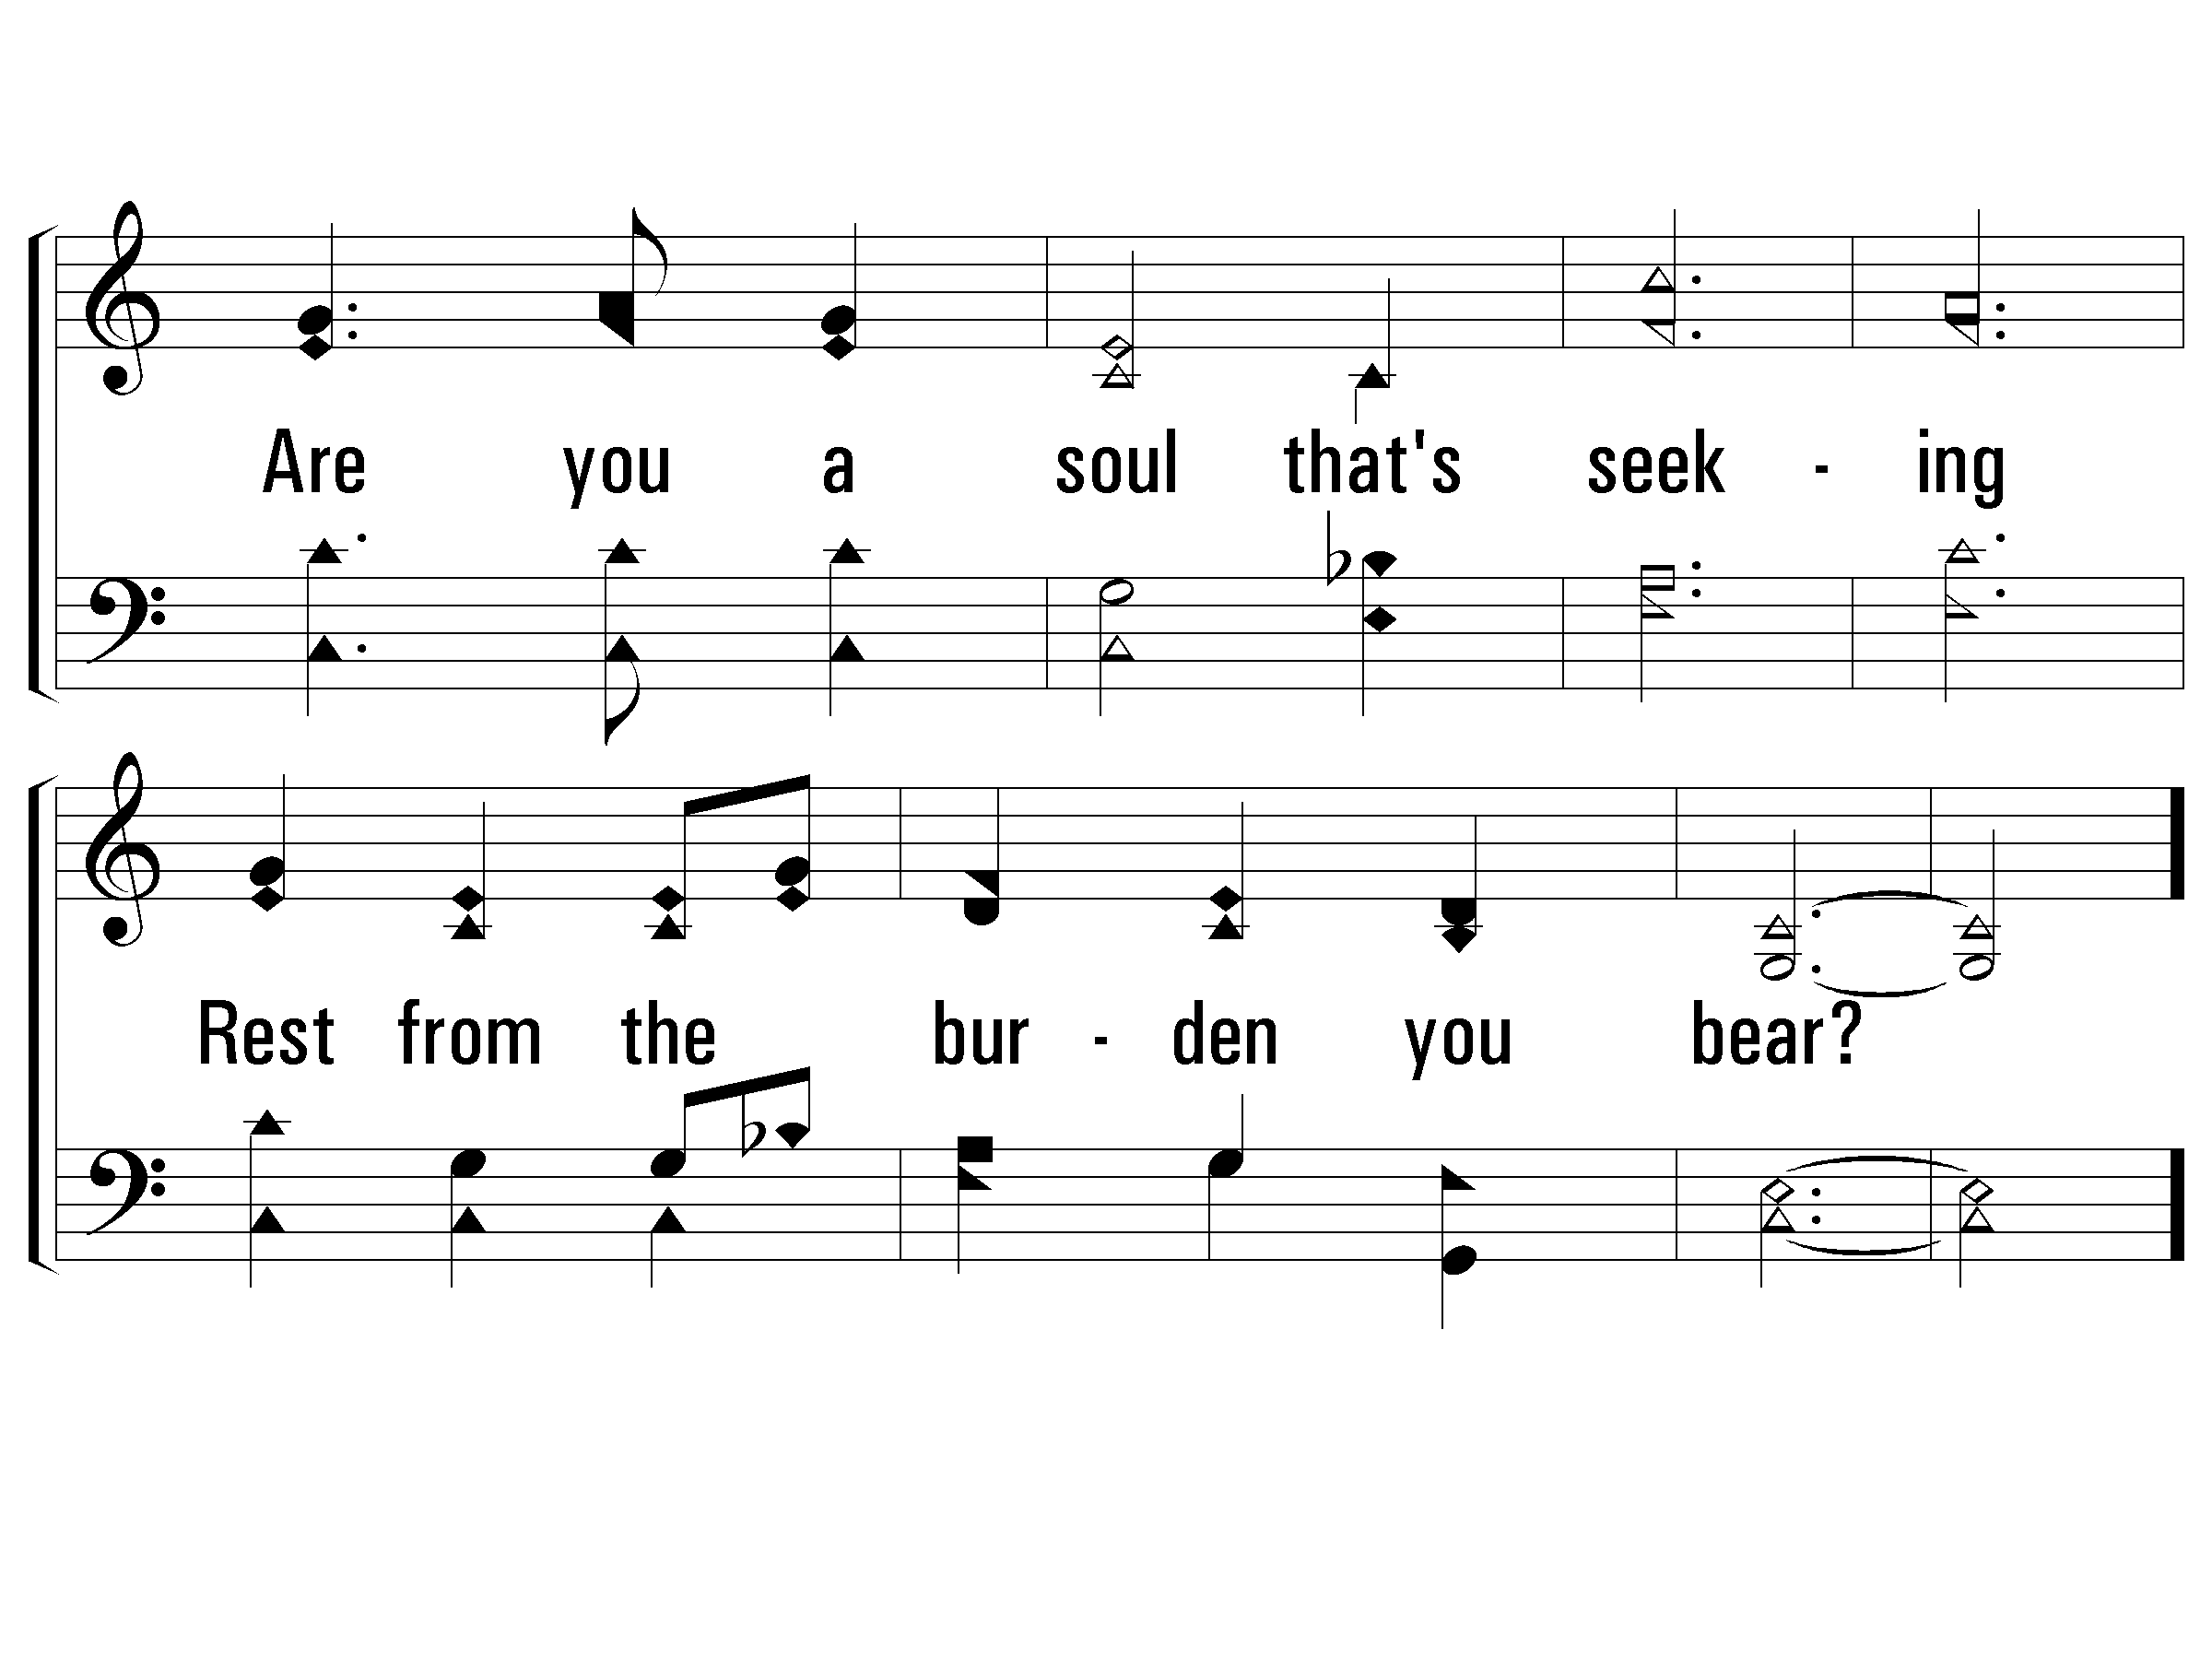 Are you a soul that's seek - ing
Rest from the bur - den you bear?